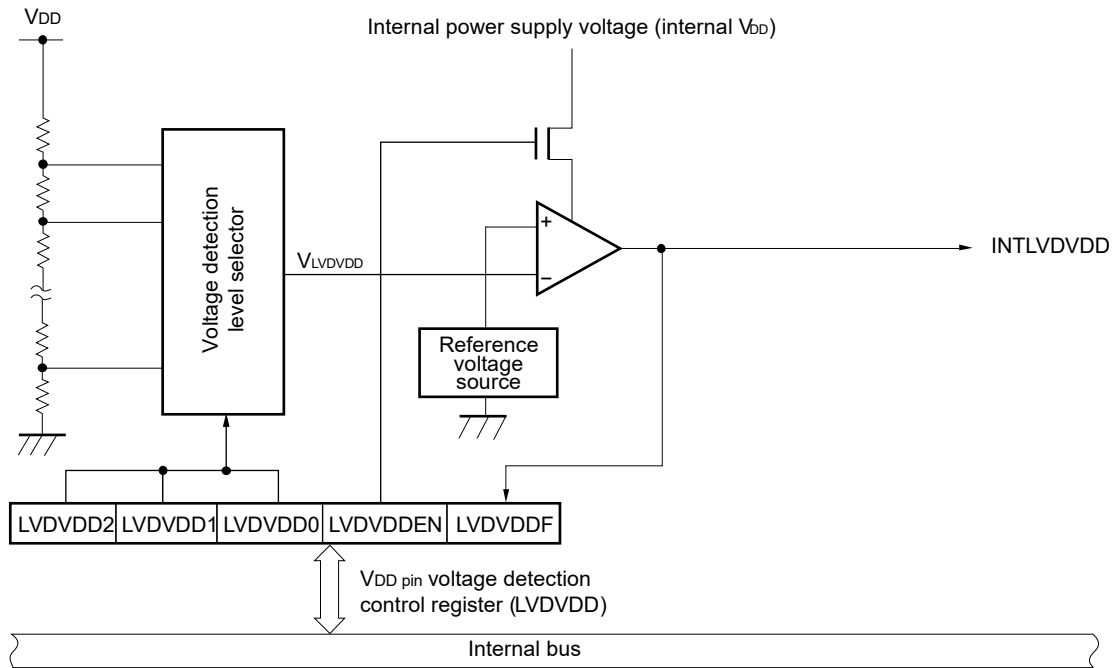 VDD
Internal power supply voltage (internal VDD)
Voltage detection
level selector
VLVDVDD
+
−
INTLVDVDD
Reference
voltage
source
LVDVDD2 LVDVDD1 LVDVDD0 LVDVDDEN LVDVDDF
VDD pin voltage detection
control register (LVDVDD)
Internal bus